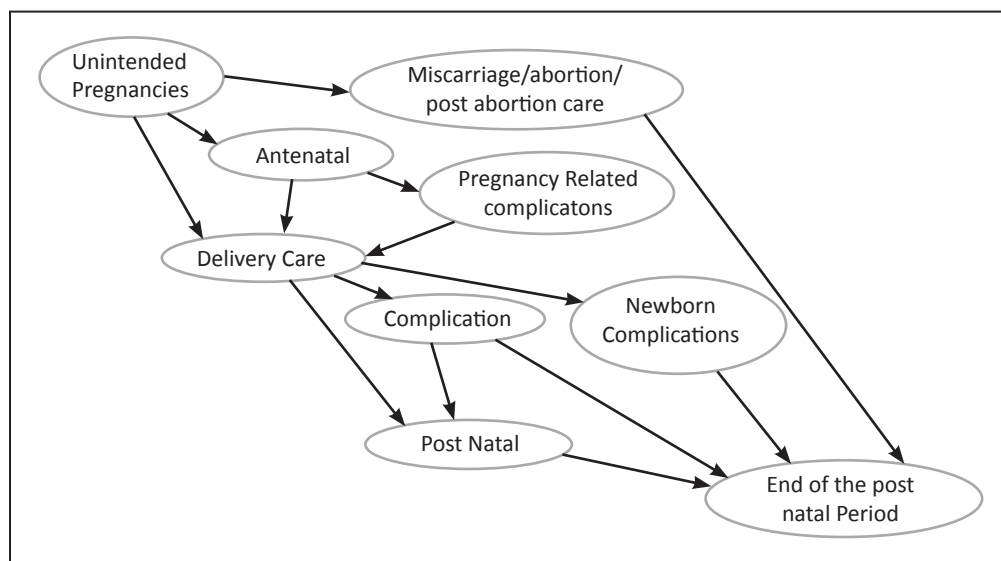 Unintended
Pregnancies
Miscarriage/abortion/
post abortion care
Antenatal
Pregnancy Related
complicatons
Delivery Care
Complication
Newborn
Complications
Post Natal
End of the post
natal Period